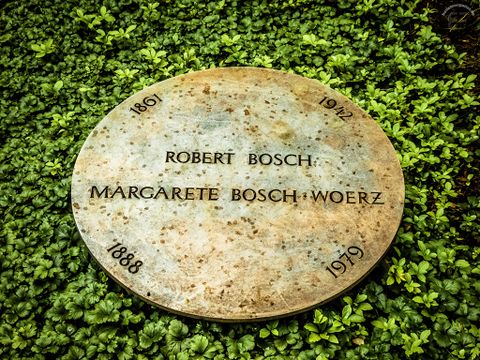 1861 1942
ROBERT BOSCH
MARGARETE BOSCH-WOERZ
1888 1979